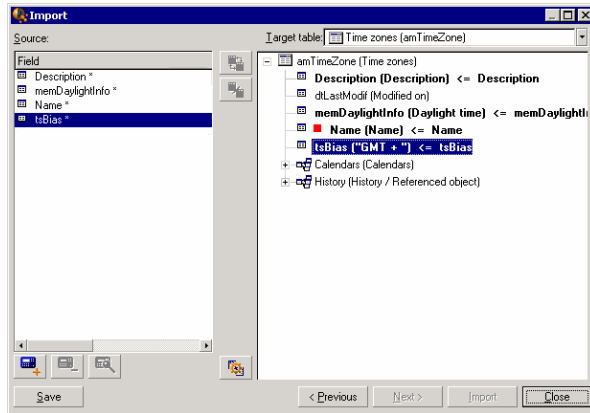 Import
Source:
Target table: Time zones (amTimeZone)
Field
Description *
memDaylightInfo *
Name *
tsBias *
amTimeZone (Time zones)
Description (Description) <= Description
dtLastModif (Modified on)
memDaylightInfo (Daylight time) <= memDaylightI
Name (Name) <= Name
tsBias ("GMT + ") <= tsBias
Calendars (Calendars)
History (History / Referenced object)
Save
< Previous
Next >
Import
Close